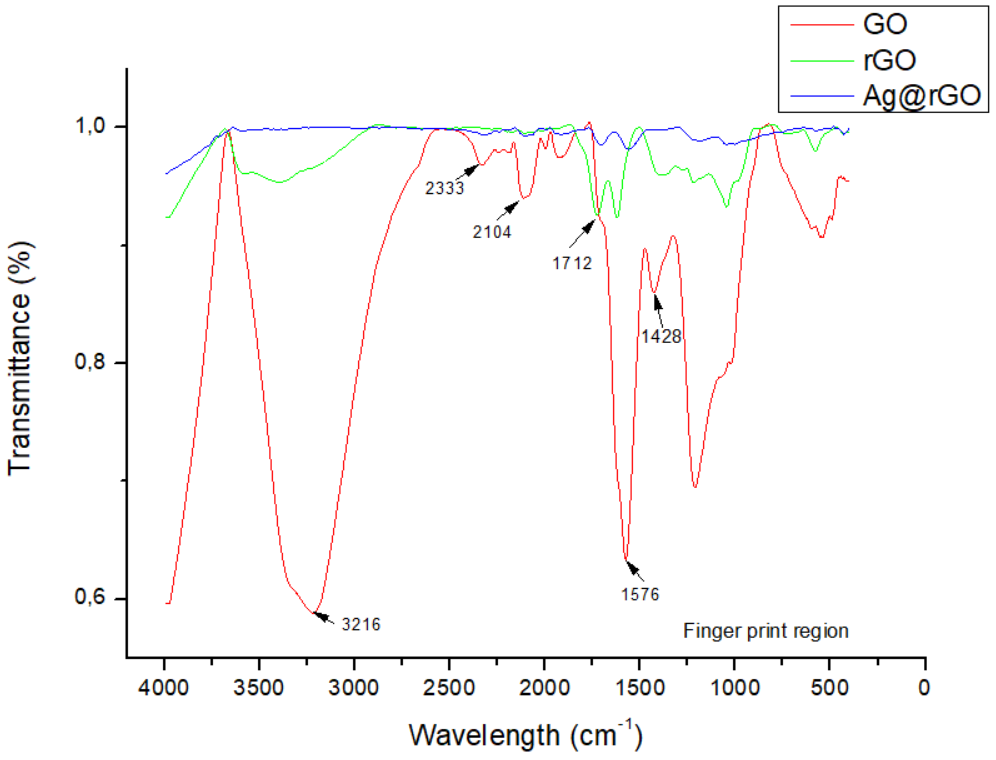 GO
rGO
Ag@rGO
1,0
0,8
0,6
Transmittance (%)
2333
2104
1712
1428
1576
3216
Finger print region
4000 3500 3000 2500 2000 1500 1000 500 0
Wavelength (cm-1)